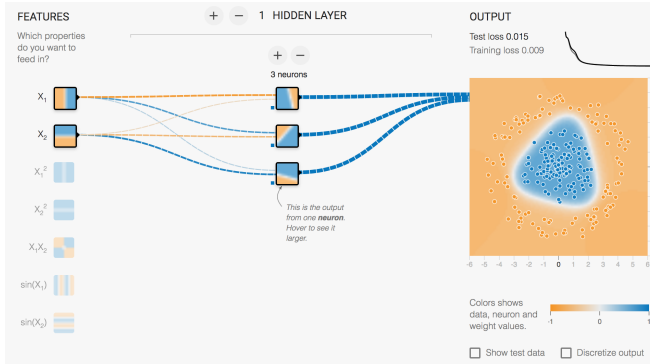 FEATURES
Which properties
do you want to
feed in?
X1
X2
X1²
X2²
X1X2
sin(X1)
sin(X2)
+ − 1 HIDDEN LAYER
+ −
3 neurons
This is the output
from one neuron.
Hover to see it
larger.
OUTPUT
Test loss 0.015
Training loss 0.009
-6 -5 -4 -3 -2 -1 0 1 2 3 4 5 6
Colors shows
data, neuron and
weight values.
-1 0 1
Show test data
Discretize output